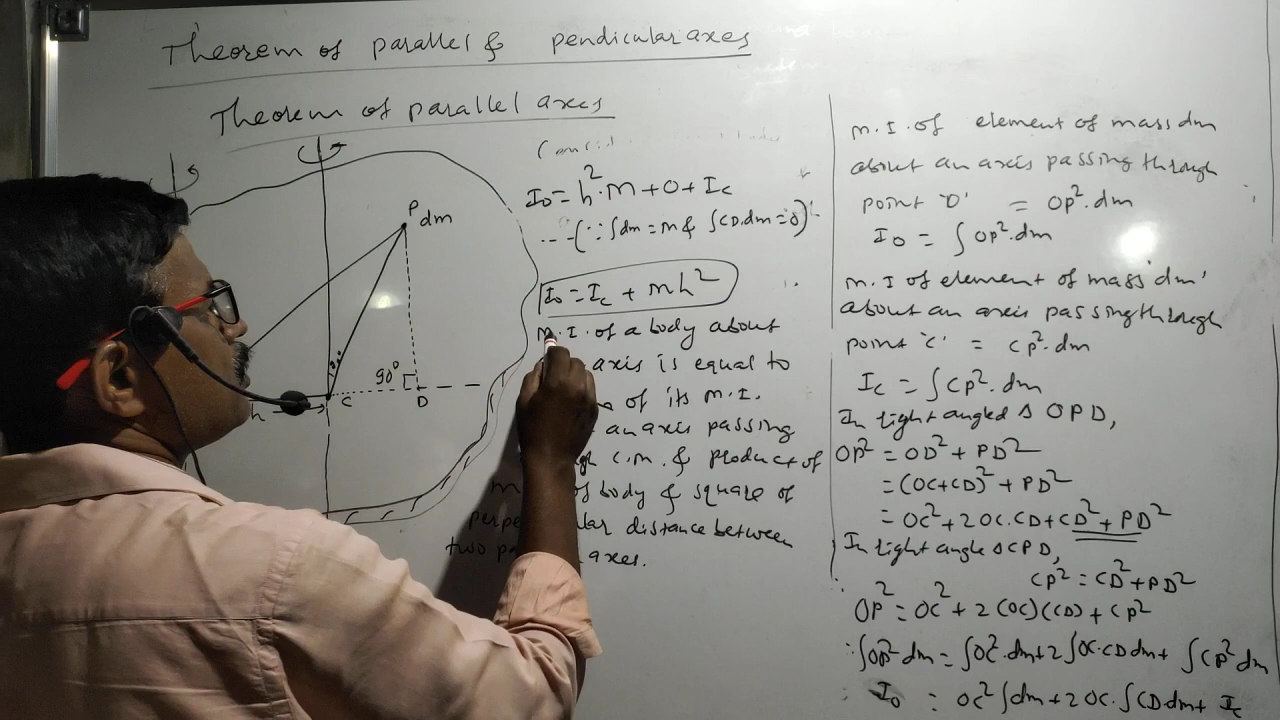 Theorem of parallel & pendicular axes
Theorem of parallel axes
P
dm
90°
C
D
h
I₀ = h².M + 0 + Ic
---(∵ ∫dm = M & ∫CD.dm = 0)
I₀ = Ic + Mh²
M.I. of a body about
axis is equal to
of its M.I.
an axis passing
C.M. & product of
of body & square of
distance between
two axes.
M.I. of element of mass dm
about an axis passing through
point 'O' = OP².dm
I₀ = ∫OP².dm
M.I of element of mass 'dm'
about an axis passing through
point 'C' = CP².dm
Ic = ∫CP².dm
In right angled Δ OPD,
OP² = OD² + PD²
= (OC+CD)² + PD²
= OC² + 2OC.CD + CD² + PD²
In right angle ΔCPD,
CP² = CD² + PD²
OP² = OC² + 2(OC)(CD) + CP²
∴ ∫OP² dm = ∫OC².dm + 2∫OC.CD dm + ∫CP² dm
∴ I₀ = OC² ∫dm + 2OC.∫CD.dm + Ic